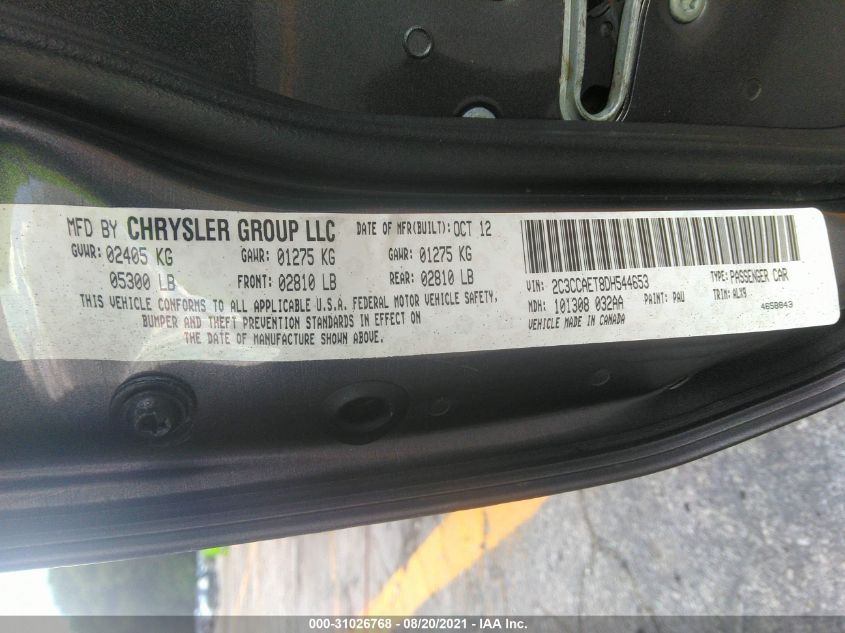 MFD BY CHRYSLER GROUP LLC DATE OF MFR(BUILT): OCT 12
GVWR: 02405 KG GAWR: 01275 KG GAWR: 01275 KG
05300 LB FRONT: 02810 LB REAR: 02810 LB
THIS VEHICLE CONFORMS TO ALL APPLICABLE U.S.A. FEDERAL MOTOR VEHICLE SAFETY,
BUMPER AND THEFT PREVENTION STANDARDS IN EFFECT ON
THE DATE OF MANUFACTURE SHOWN ABOVE.
VIN: 2C3CCAET8DH544653 TYPE: PASSENGER CAR
MDH: 101308 032AA PAINT: PAU TRIM: ALX9
VEHICLE MADE IN CANADA 4658843
000-31026768 - 08/20/2021 - IAA Inc.